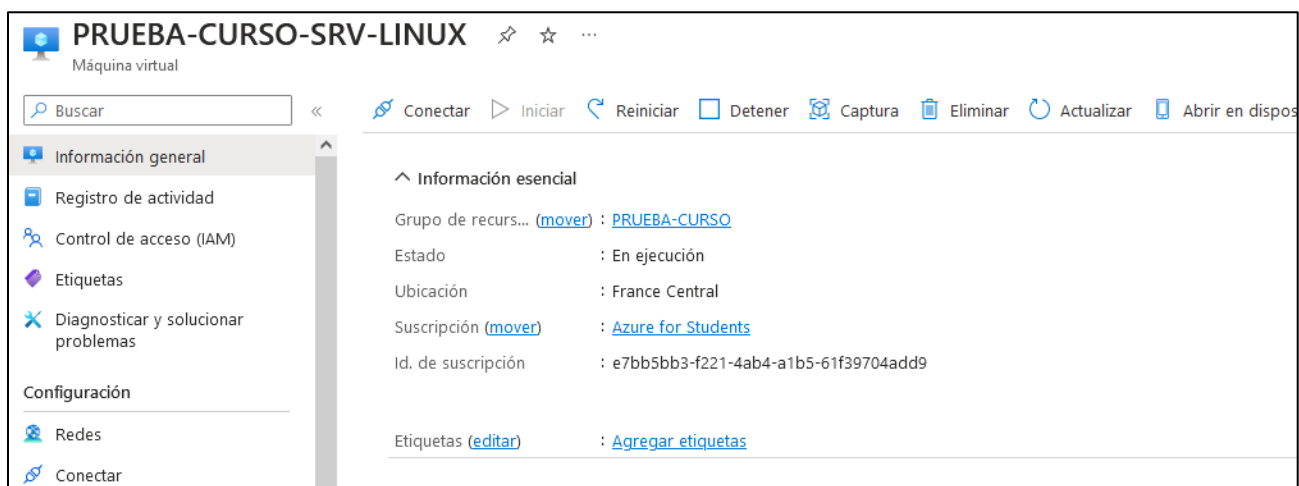 PRUEBA-CURSO-SRV-LINUX
Máquina virtual
Buscar
Conectar Iniciar Reiniciar Detener Captura Eliminar Actualizar Abrir en dispos
Información general
Registro de actividad
Control de acceso (IAM)
Etiquetas
Diagnosticar y solucionar
problemas
Configuración
Redes
Conectar
Información esencial
Grupo de recurs... (mover) : PRUEBA-CURSO
Estado : En ejecución
Ubicación : France Central
Suscripción (mover) : Azure for Students
Id. de suscripción : e7bb5bb3-f221-4ab4-a1b5-61f39704add9
Etiquetas (editar) : Agregar etiquetas